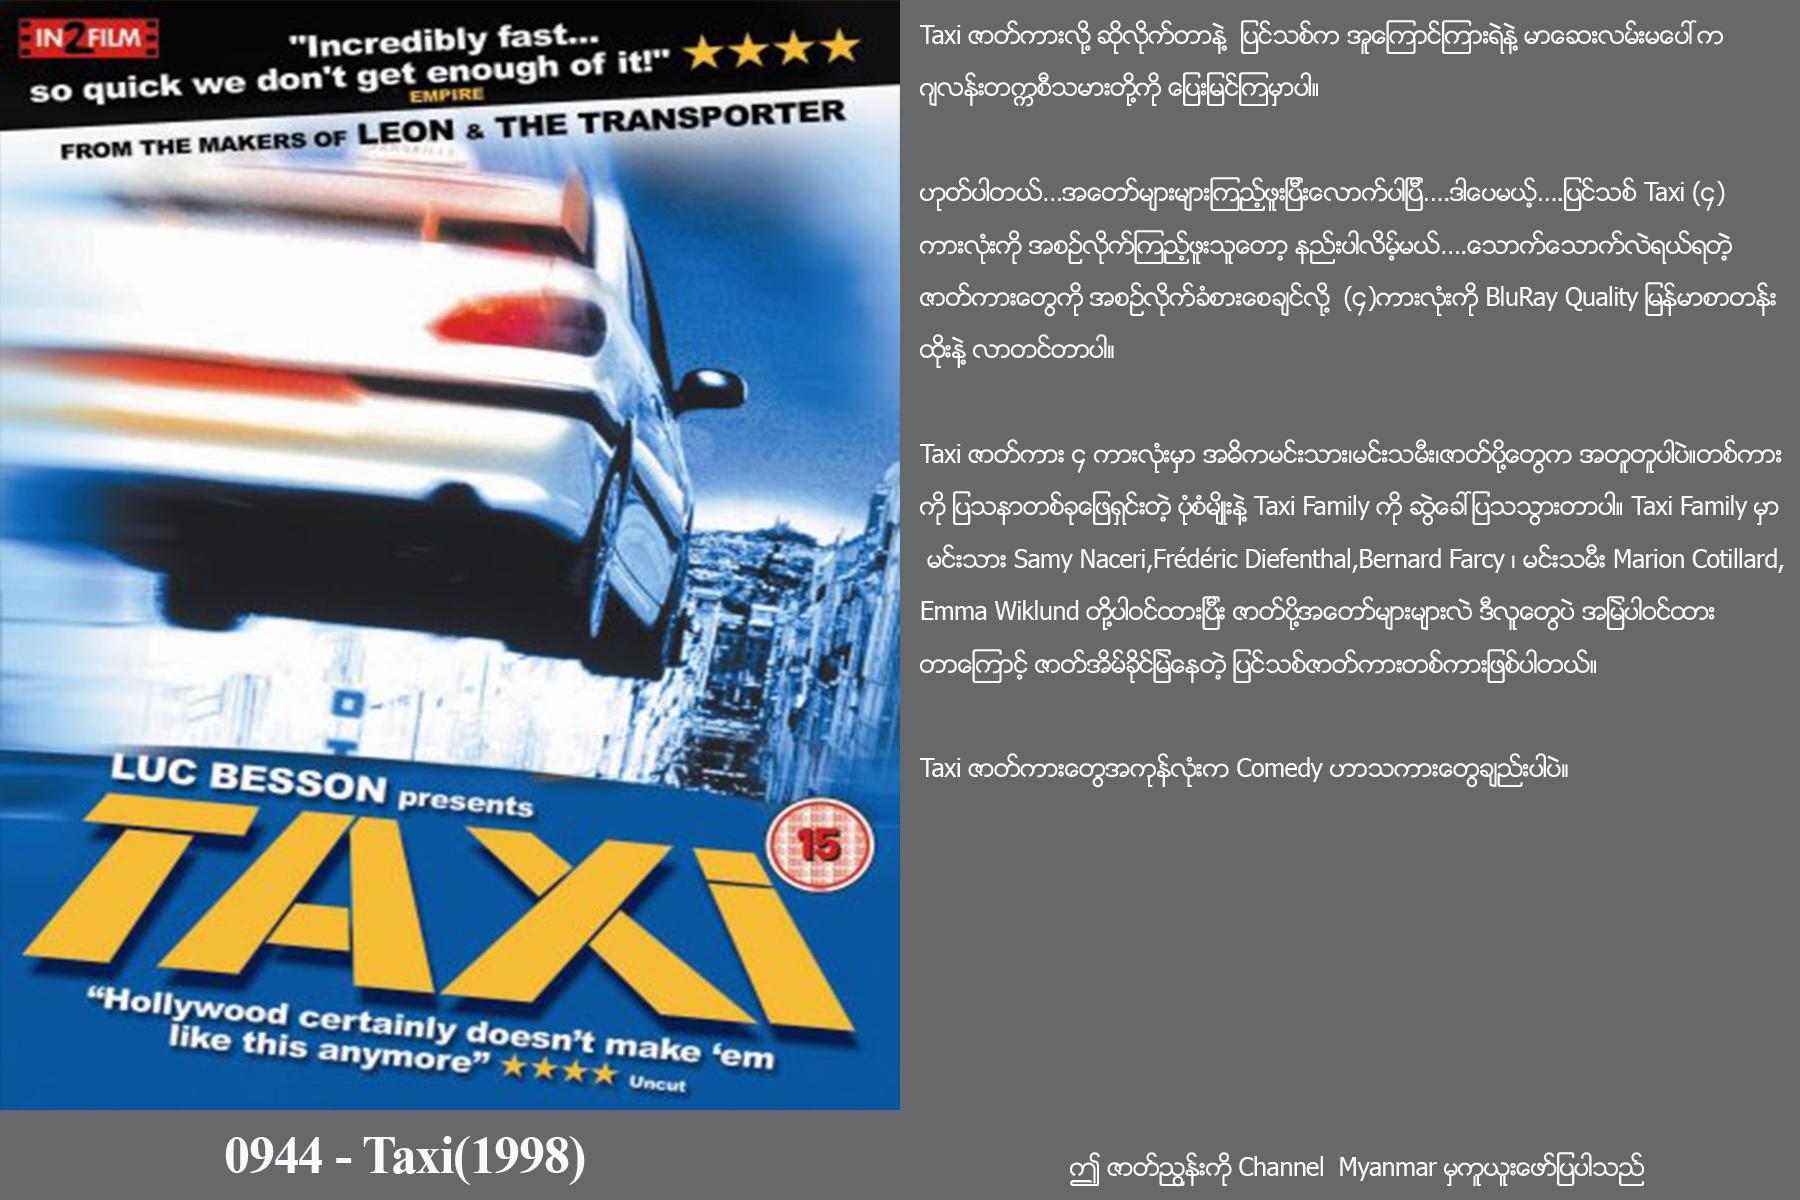 IN2FILM
"Incredibly fast...
so quick we don't get enough of it!"
EMPIRE
FROM THE MAKERS OF LEON & THE TRANSPORTER
LUC BESSON presents
TAXi
15
“Hollywood certainly doesn’t make ‘em
like this anymore”
Uncut
0944 - Taxi(1998)
Taxi ဇာတ်ကားလို့ ဆိုလိုက်တာနဲ့ ပြင်သစ်က အူကြောင်ကြားရဲနဲ့ မာဆေးလမ်းမပေါ် က
ဂျလန်းတက္ကစီသမားတို့ကို ပြေးမြင်ကြမှာပါ။
ဟုတ်ပါတယ်...အတော်များများကြည့်ဖူးပြီးလောက်ပါပြီ....ဒါပေမယ့်....ပြင်သစ် Taxi (၄)
ကားလုံးကို အစဉ်လိုက်ကြည့်ဖူးသူတော့ နည်းပါလိမ့်မယ်....သောက်သောက်လဲရယ်ရတဲ့
ဇာတ်ကားတွေကို အစဉ်လိုက်ခံစားစေချင်လို့ (၄)ကားလုံးကို BluRay Quality မြန်မာစာတန်း
ထိုးနဲ့ လာတင်တာပါ။
Taxi ဇာတ်ကား ၄ ကားလုံးမှာ အဓိကမင်းသား၊မင်းသမီး၊ဇာတ်ပို့တွေက အတူတူပါပဲ။တစ်ကား
ကို ပြသနာတစ်ခုဖြေရှင်းတဲ့ ပုံစံမျိုးနဲ့ Taxi Family ကို ဆွဲခေါ်ပြသသွားတာပါ။ Taxi Family မှာ
မင်းသား Samy Naceri,Frédéric Diefenthal,Bernard Farcy ၊ မင်းသမီး Marion Cotillard,
Emma Wiklund တို့ပါဝင်ထားပြီး ဇာတ်ပို့အတော်များများလဲ ဒီလူတွေပဲ အမြဲပါဝင်ထား
တာကြောင့် ဇာတ်အိမ်ခိုင်မြဲနေတဲ့ ပြင်သစ်ဇာတ်ကားတစ်ကားဖြစ်ပါတယ်။
Taxi ဇာတ်ကားတွေအကုန်လုံးက Comedy ဟာသကားတွေချည်းပါပဲ။
ဤ ဇာတ်ညွှန်းကို Channel Myanmar မှကူယူးဖော်ပြပါသည်